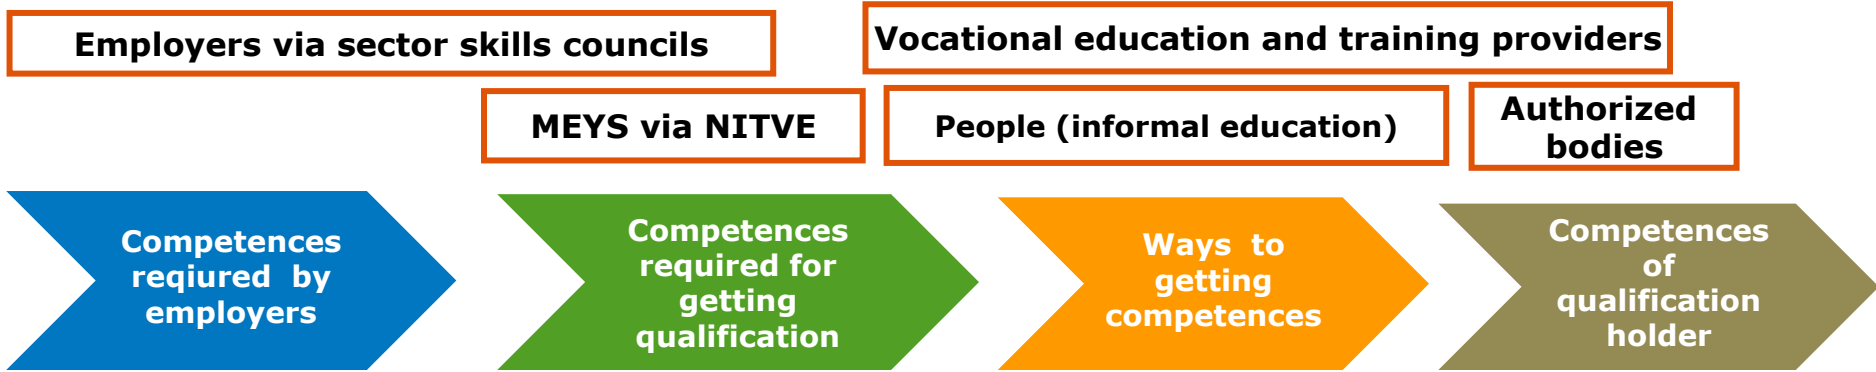 Employers via sector skills councils
Vocational education and training providers
MEYS via NITVE
People (informal education)
Authorized
bodies
Competences
reqiured by
employers
Competences
required for
getting
qualification
Ways to
getting
competences
Competences
of
qualification
holder